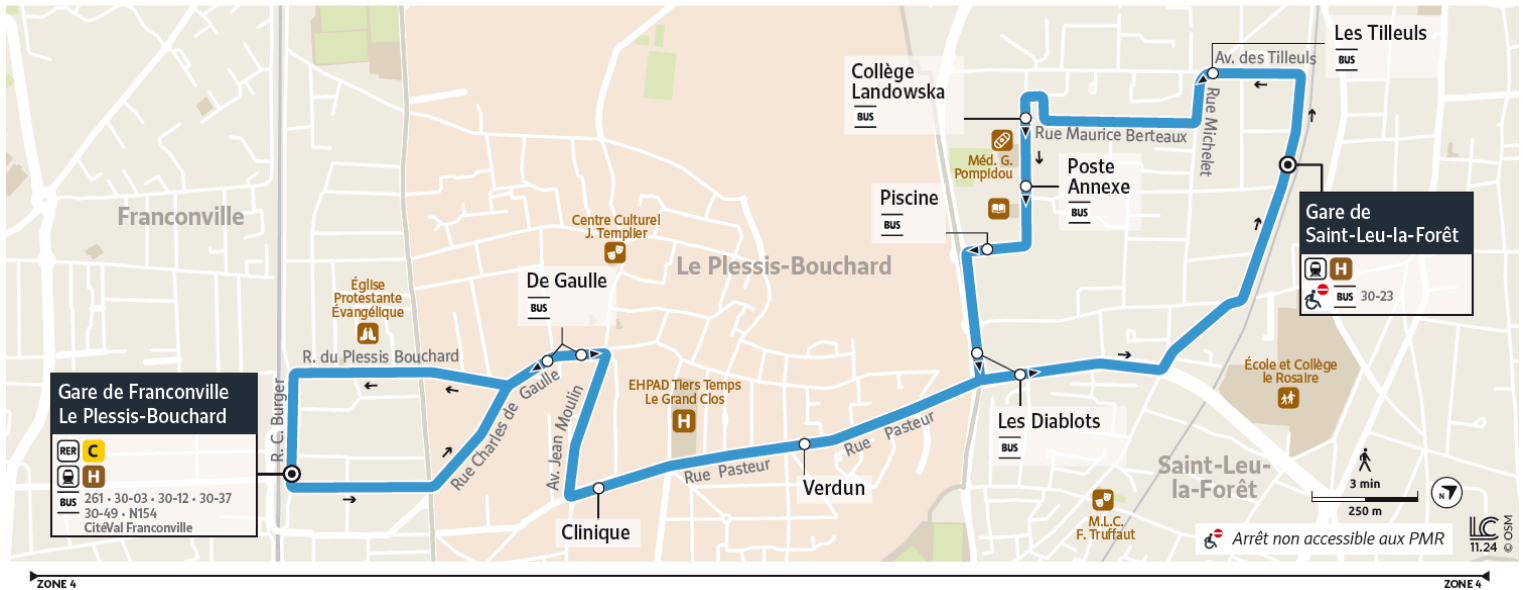 Les Tilleuls
BUS
Av. des Tilleuls
Collège
Landowska
BUS
Rue Michelet
Rue Maurice Berteaux
Méd. G.
Pompidou
Poste
Annexe
BUS
Piscine
BUS
Gare de
Saint-Leu-la-Forêt
H
BUS 30-23
Franconville
Centre Culturel
J. Templier
Le Plessis-Bouchard
De Gaulle
BUS
Église
Protestante
Évangélique
R. du Plessis Bouchard
Gare de Franconville
Le Plessis-Bouchard
RER C
H
BUS 261 • 30-03 • 30-12 • 30-37
30-49 • N154
CitéVal Franconville
R. C. Burger
Rue Charles de Gaulle
Av. Jean Moulin
EHPAD Tiers Temps
Le Grand Clos
H
Rue Pasteur
Rue Pasteur
Verdun
Clinique
Les Diablots
BUS
École et Collège
le Rosaire
Saint-Leu-
la-Forêt
M.L.C.
F. Truffaut
3 min
250 m
N
Arrêt non accessible aux PMR
LC
11.24
© OSM
ZONE 4
ZONE 4